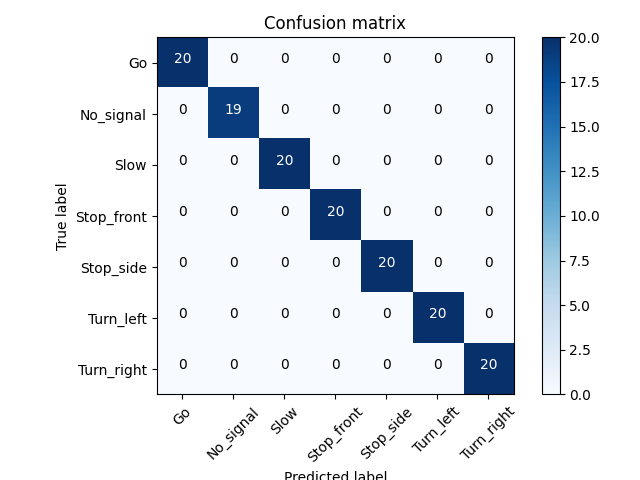 Confusion matrix
Go 20 0 0 0 0 0 0
No_signal 0 19 0 0 0 0 0
Slow 0 0 20 0 0 0 0
Stop_front 0 0 0 20 0 0 0
Stop_side 0 0 0 0 20 0 0
Turn_left 0 0 0 0 0 20 0
Turn_right 0 0 0 0 0 0 20
True label
Go No_signal Slow Stop_front Stop_side Turn_left Turn_right
Predicted label
20.0
17.5
15.0
12.5
10.0
7.5
5.0
2.5
0.0